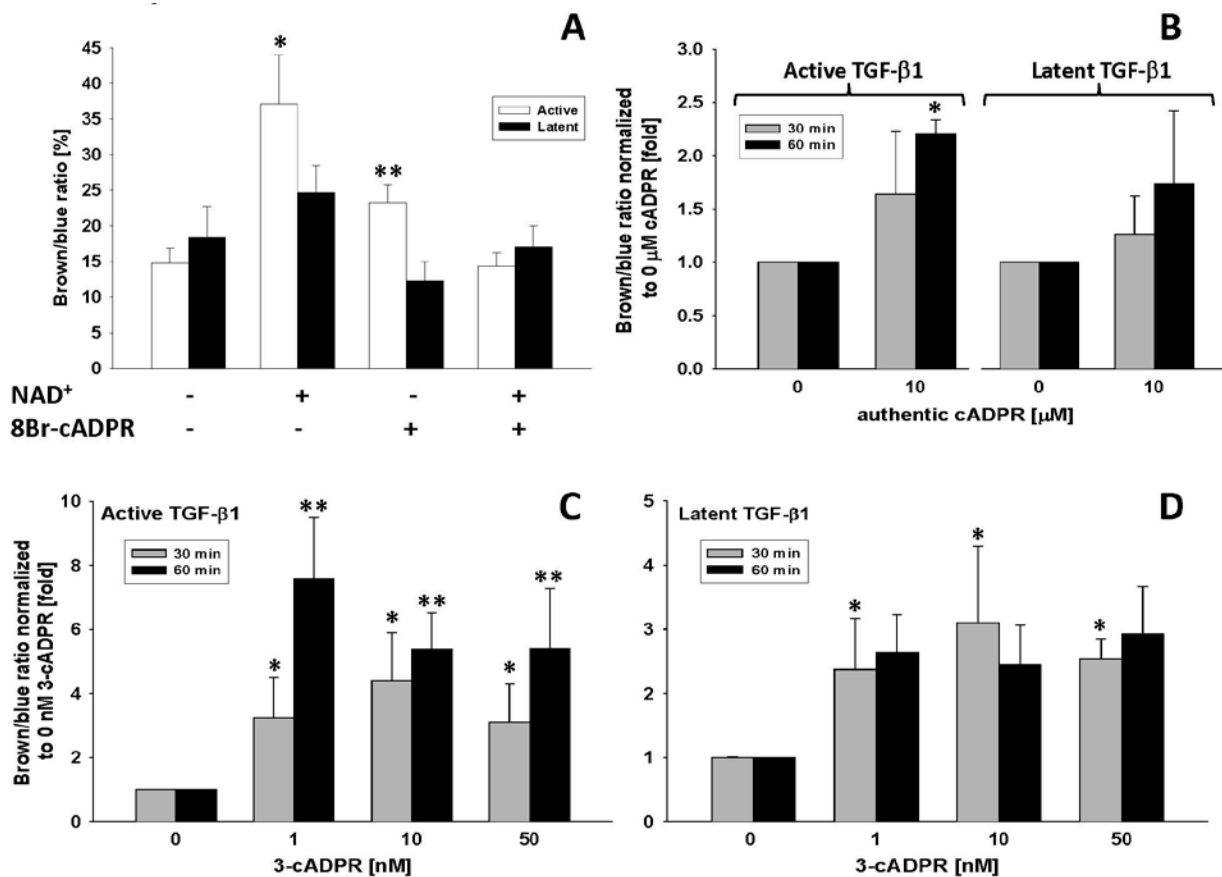 A
Brown/blue ratio [%]
45
40
35
30
25
20
15
10
5
0
*
**
Active
Latent
NAD⁺ - + - +
8Br-cADPR - - + +
B
Brown/blue ratio normalized
to 0 μM cADPR [fold]
3.0
2.5
2.0
1.5
1.0
0.5
0.0
Active TGF-β1
Latent TGF-β1
30 min
60 min
*
0 10 0 10
authentic cADPR [μM]
C
Active TGF-β1
Brown/blue ratio normalized
to 0 nM 3-cADPR [fold]
10
8
6
4
2
0
30 min
60 min
* ** * ** * **
0 1 10 50
3-cADPR [nM]
D
Latent TGF-β1
5
4
3
2
1
0
30 min
60 min
* * *
0 1 10 50
3-cADPR [nM]